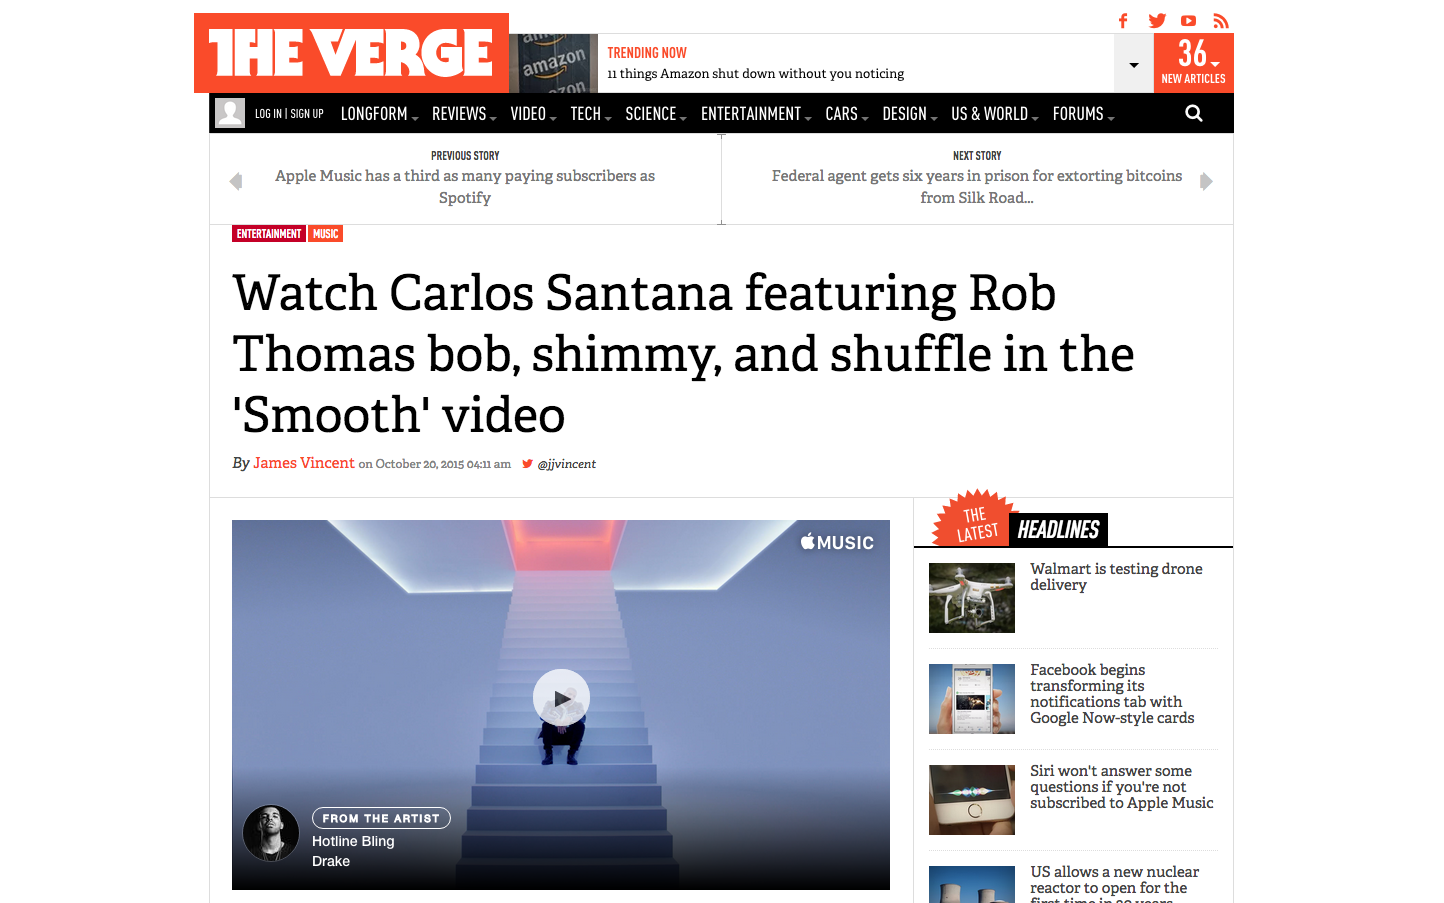 THE VERGE
amazon
TRENDING NOW
11 things Amazon shut down without you noticing
36
NEW ARTICLES
LOG IN | SIGN UP
LONGFORM
REVIEWS
VIDEO
TECH
SCIENCE
ENTERTAINMENT
CARS
DESIGN
US & WORLD
FORUMS
PREVIOUS STORY
Apple Music has a third as many paying subscribers as
Spotify
NEXT STORY
Federal agent gets six years in prison for extorting bitcoins
from Silk Road...
ENTERTAINMENT MUSIC
Watch Carlos Santana featuring Rob
Thomas bob, shimmy, and shuffle in the
'Smooth' video
By James Vincent on October 20, 2015 04:11 am @jjvincent
MUSIC
FROM THE ARTIST
Hotline Bling
Drake
THE
LATEST
HEADLINES
Walmart is testing drone
delivery
Facebook begins
transforming its
notifications tab with
Google Now-style cards
Siri won't answer some
questions if you're not
subscribed to Apple Music
US allows a new nuclear
reactor to open for the
first time in 20 years